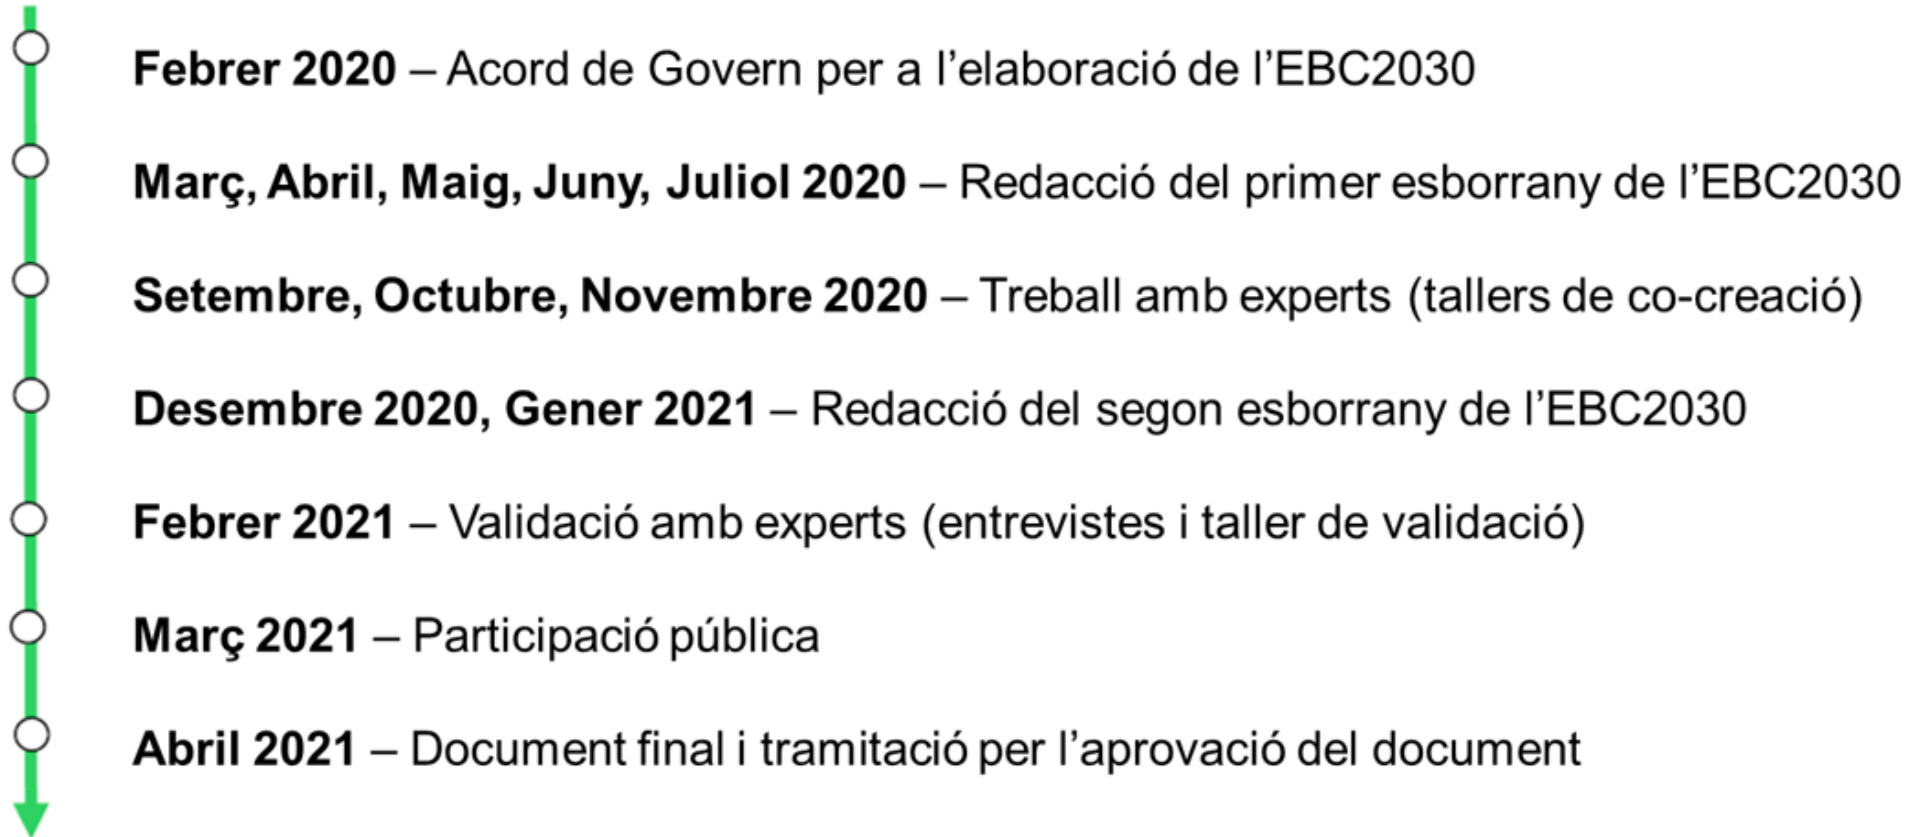 Febrer 2020 – Acord de Govern per a l’elaboració de l’EBC2030
Març, Abril, Maig, Juny, Juliol 2020 – Redacció del primer esborrany de l’EBC2030
Setembre, Octubre, Novembre 2020 – Treball amb experts (tallers de co-creació)
Desembre 2020, Gener 2021 – Redacció del segon esborrany de l’EBC2030
Febrer 2021 – Validació amb experts (entrevistes i taller de validació)
Març 2021 – Participació pública
Abril 2021 – Document final i tramitació per l’aprovació del document